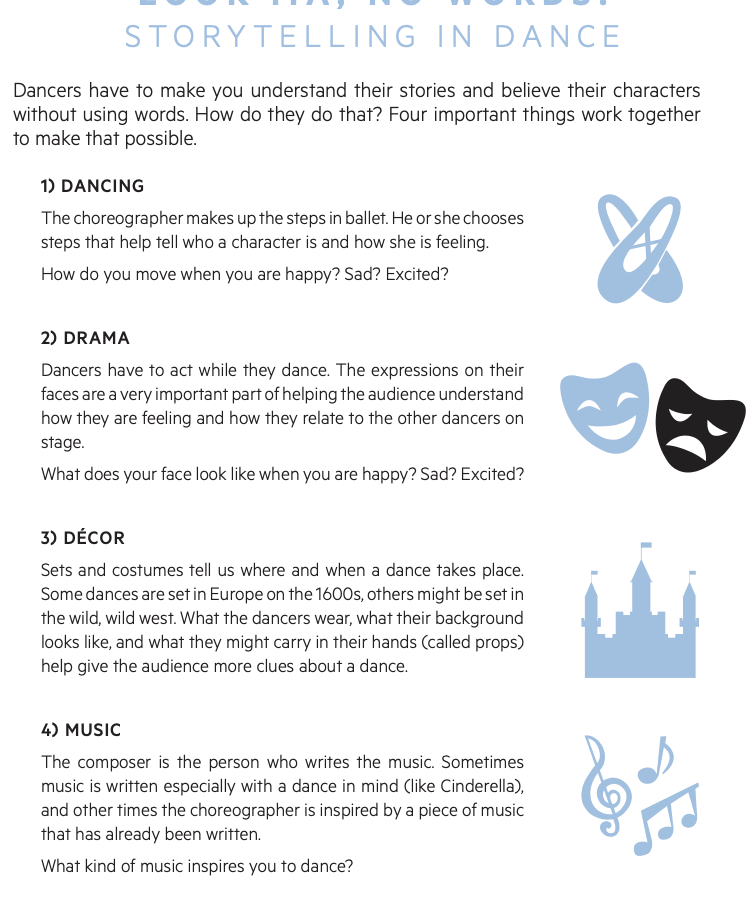 LOOK MA, NO WORDS!
STORYTELLING IN DANCE
Dancers have to make you understand their stories and believe their characters
without using words. How do they do that? Four important things work together
to make that possible.
1) DANCING
The choreographer makes up the steps in ballet. He or she chooses
steps that help tell who a character is and how she is feeling.
How do you move when you are happy? Sad? Excited?
2) DRAMA
Dancers have to act while they dance. The expressions on their
faces are a very important part of helping the audience understand
how they are feeling and how they relate to the other dancers on
stage.
What does your face look like when you are happy? Sad? Excited?
3) DÉCOR
Sets and costumes tell us where and when a dance takes place.
Some dances are set in Europe on the 1600s, others might be set in
the wild, wild west. What the dancers wear, what their background
looks like, and what they might carry in their hands (called props)
help give the audience more clues about a dance.
4) MUSIC
The composer is the person who writes the music. Sometimes
music is written especially with a dance in mind (like Cinderella),
and other times the choreographer is inspired by a piece of music
that has already been written.
What kind of music inspires you to dance?